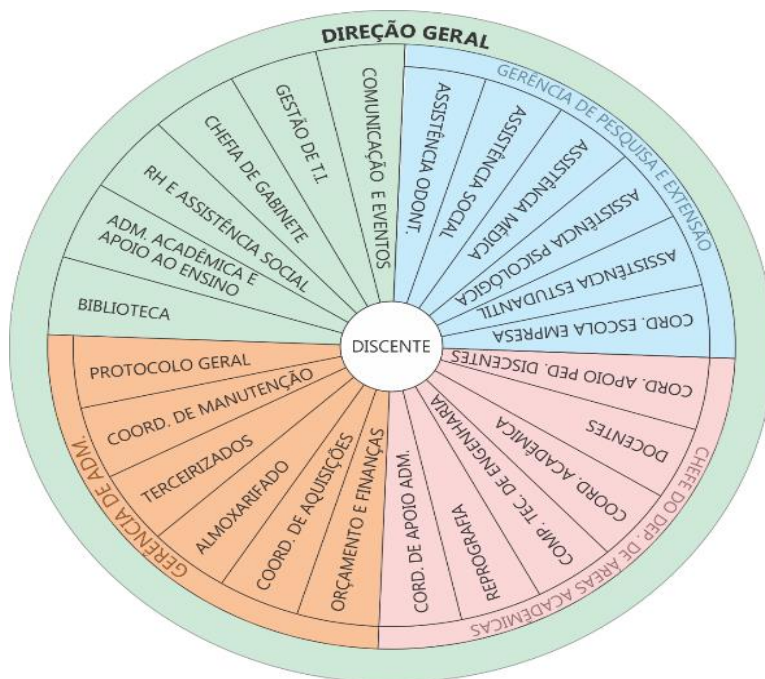 DIREÇÃO GERAL
COMUNICAÇÃO E EVENTOS
GESTÃO DE T.I.
CHEFIA DE GABINETE
RH E ASSISTÊNCIA SOCIAL
ADM. ACADÊMICA E
APOIO AO ENSINO
BIBLIOTECA
GERÊNCIA DE PESQUISA E EXTENSÃO
ASSISTÊNCIA ODONT.
ASSISTÊNCIA SOCIAL
ASSISTÊNCIA MÉDICA
ASSISTÊNCIA PSICOLÓGICA
ASSISTÊNCIA ESTUDANTIL
CORD. ESCOLA EMPRESA
DISCENTE
CHEFE DO DEP. DE ÁREAS ACADÊMICAS
CORD. APOIO PED. DISCENTES
DOCENTES
COORD. ACADÊMICA
COMP. TEC. DE ENGENHARIA
REPROGRAFIA
CORD. DE APOIO ADM.
GERÊNCIA DE ADM.
PROTOCOLO GERAL
COORD. DE MANUTENÇÃO
TERCEIRIZADOS
ALMOXARIFADO
COORD. DE AQUISIÇÕES
ORÇAMENTO E FINANÇAS